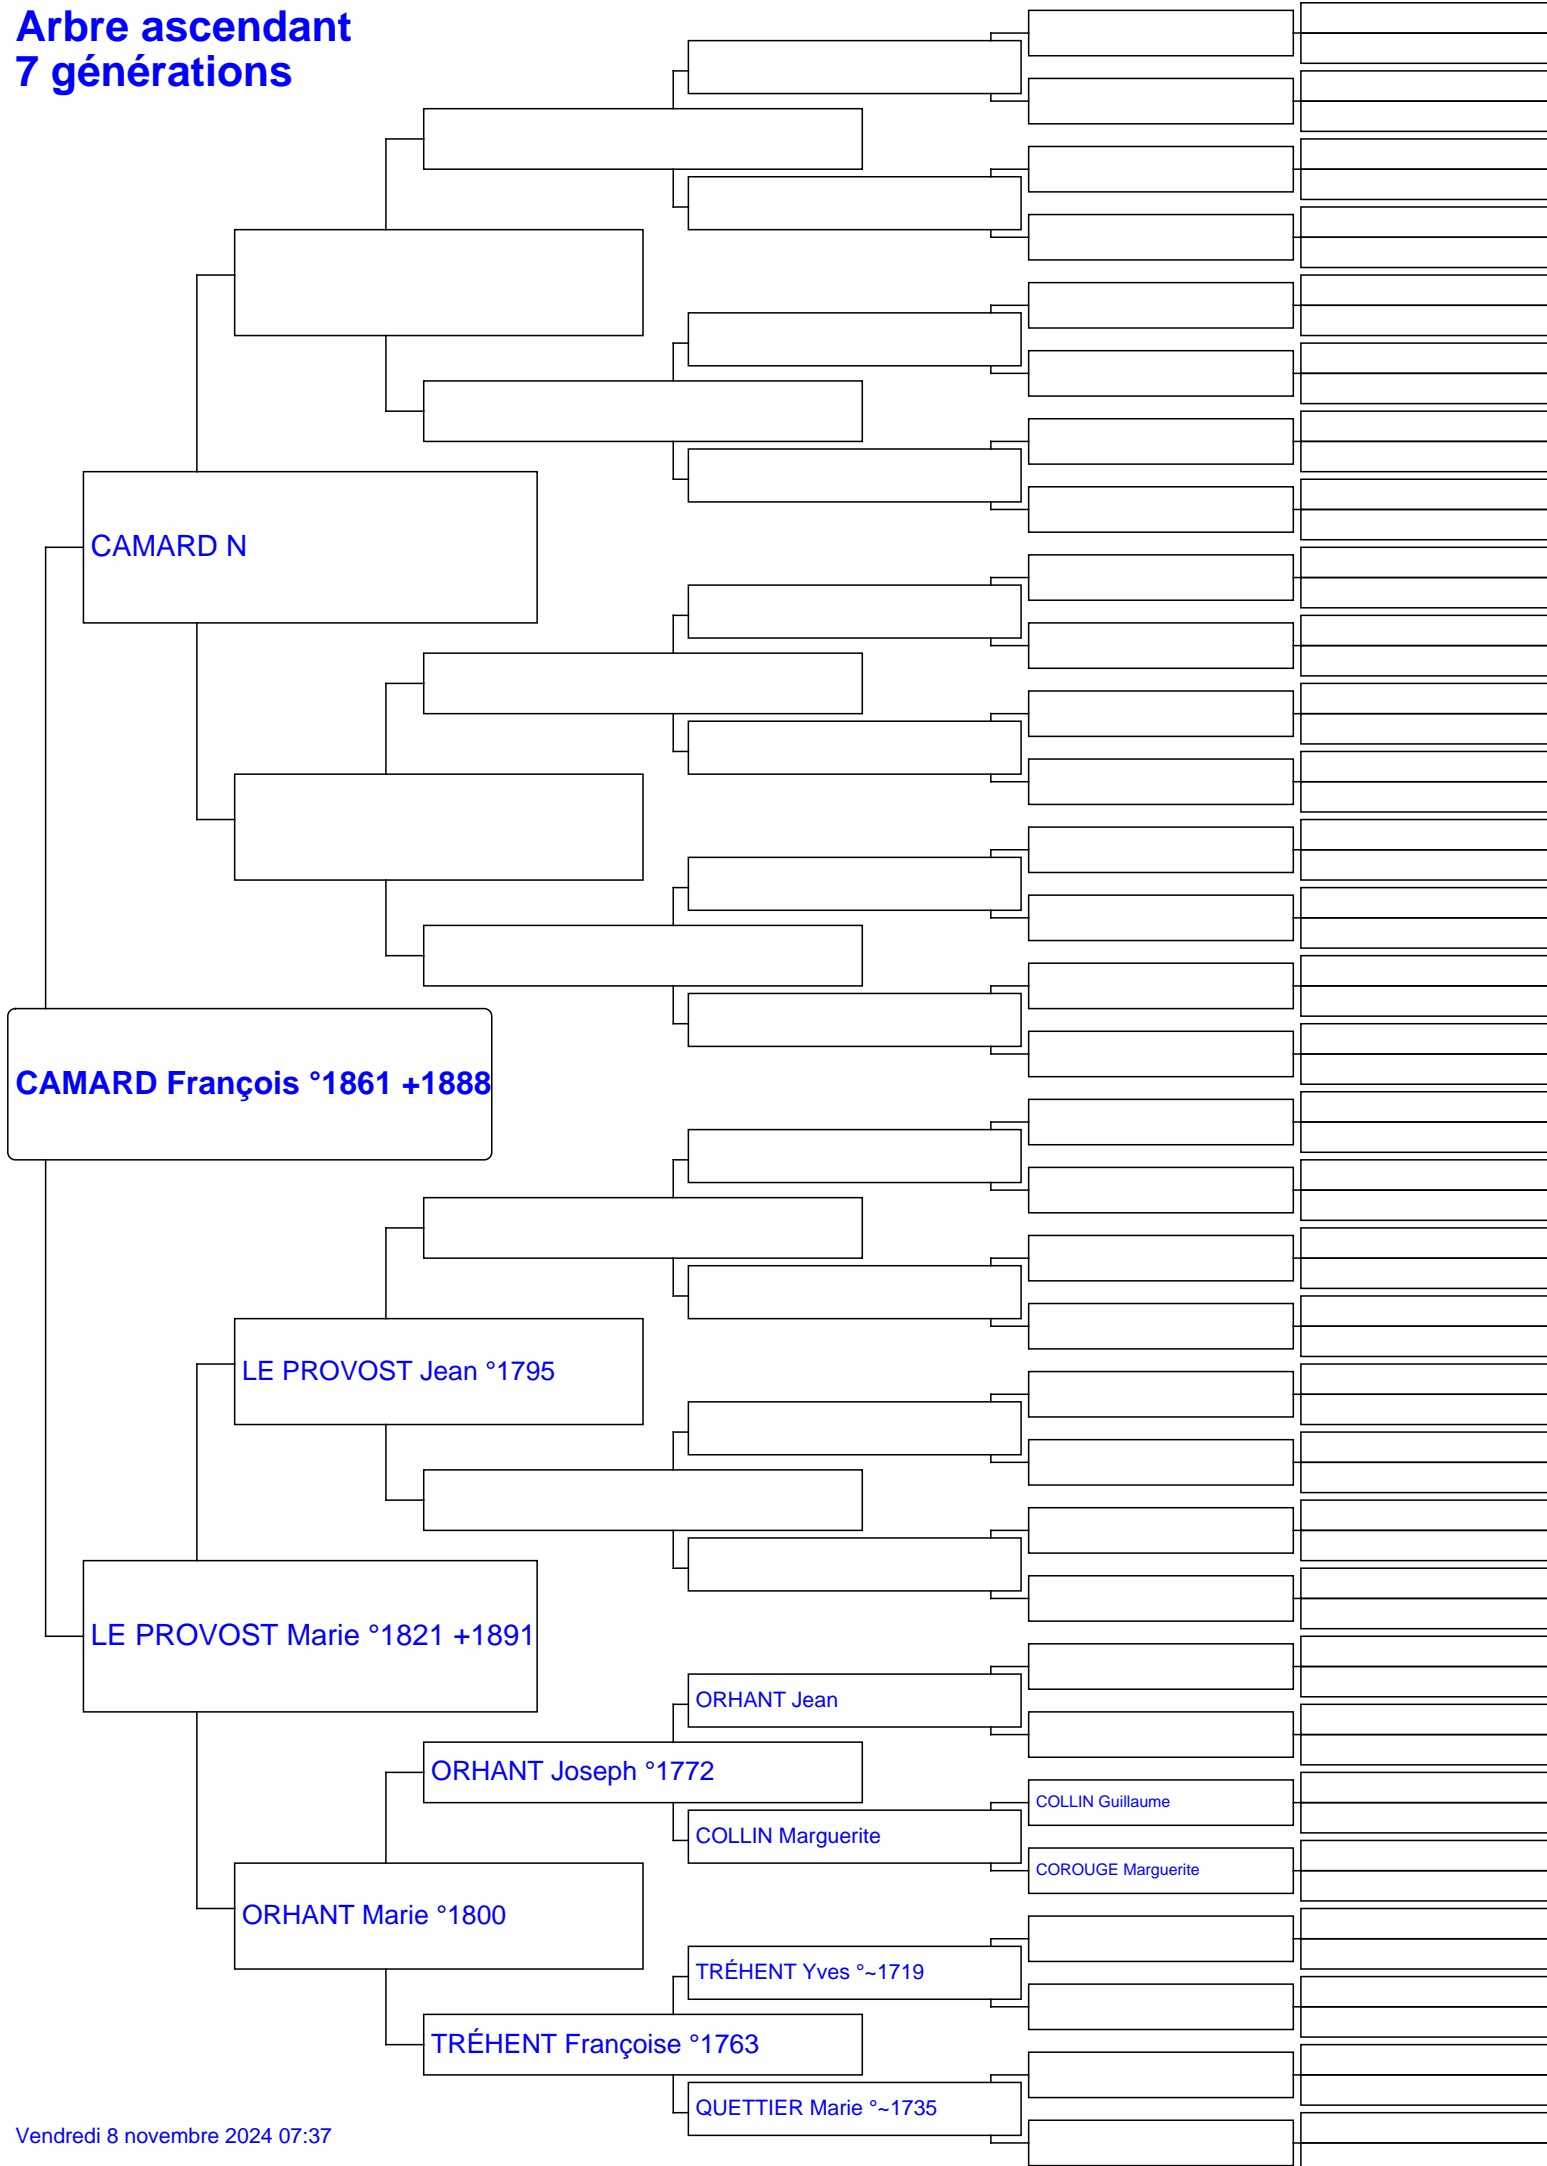 Arbre ascendant
7 générations
CAMARD N
CAMARD François °1861 +1888
LE PROVOST Jean °1795
LE PROVOST Marie °1821 +1891
ORHANT Jean
ORHANT Joseph °1772
COLLIN Guillaume
COLLIN Marguerite
COROUGE Marguerite
ORHANT Marie °1800
TRÉHENT Yves °~1719
TRÉHENT Françoise °1763
QUETTIER Marie °~1735
Vendredi 8 novembre 2024 07:37